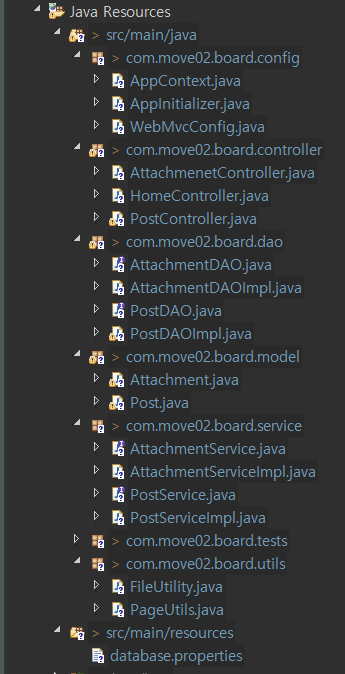 Java Resources
> src/main/java
> com.move02.board.config
AppContext.java
AppInitializer.java
WebMvcConfig.java
> com.move02.board.controller
AttachmenetController.java
HomeController.java
PostController.java
> com.move02.board.dao
AttachmentDAO.java
AttachmentDAOImpl.java
PostDAO.java
PostDAOImpl.java
> com.move02.board.model
Attachment.java
Post.java
> com.move02.board.service
AttachmentService.java
AttachmentServiceImpl.java
PostService.java
PostServiceImpl.java
> com.move02.board.tests
> com.move02.board.utils
FileUtility.java
PageUtils.java
> src/main/resources
database.properties